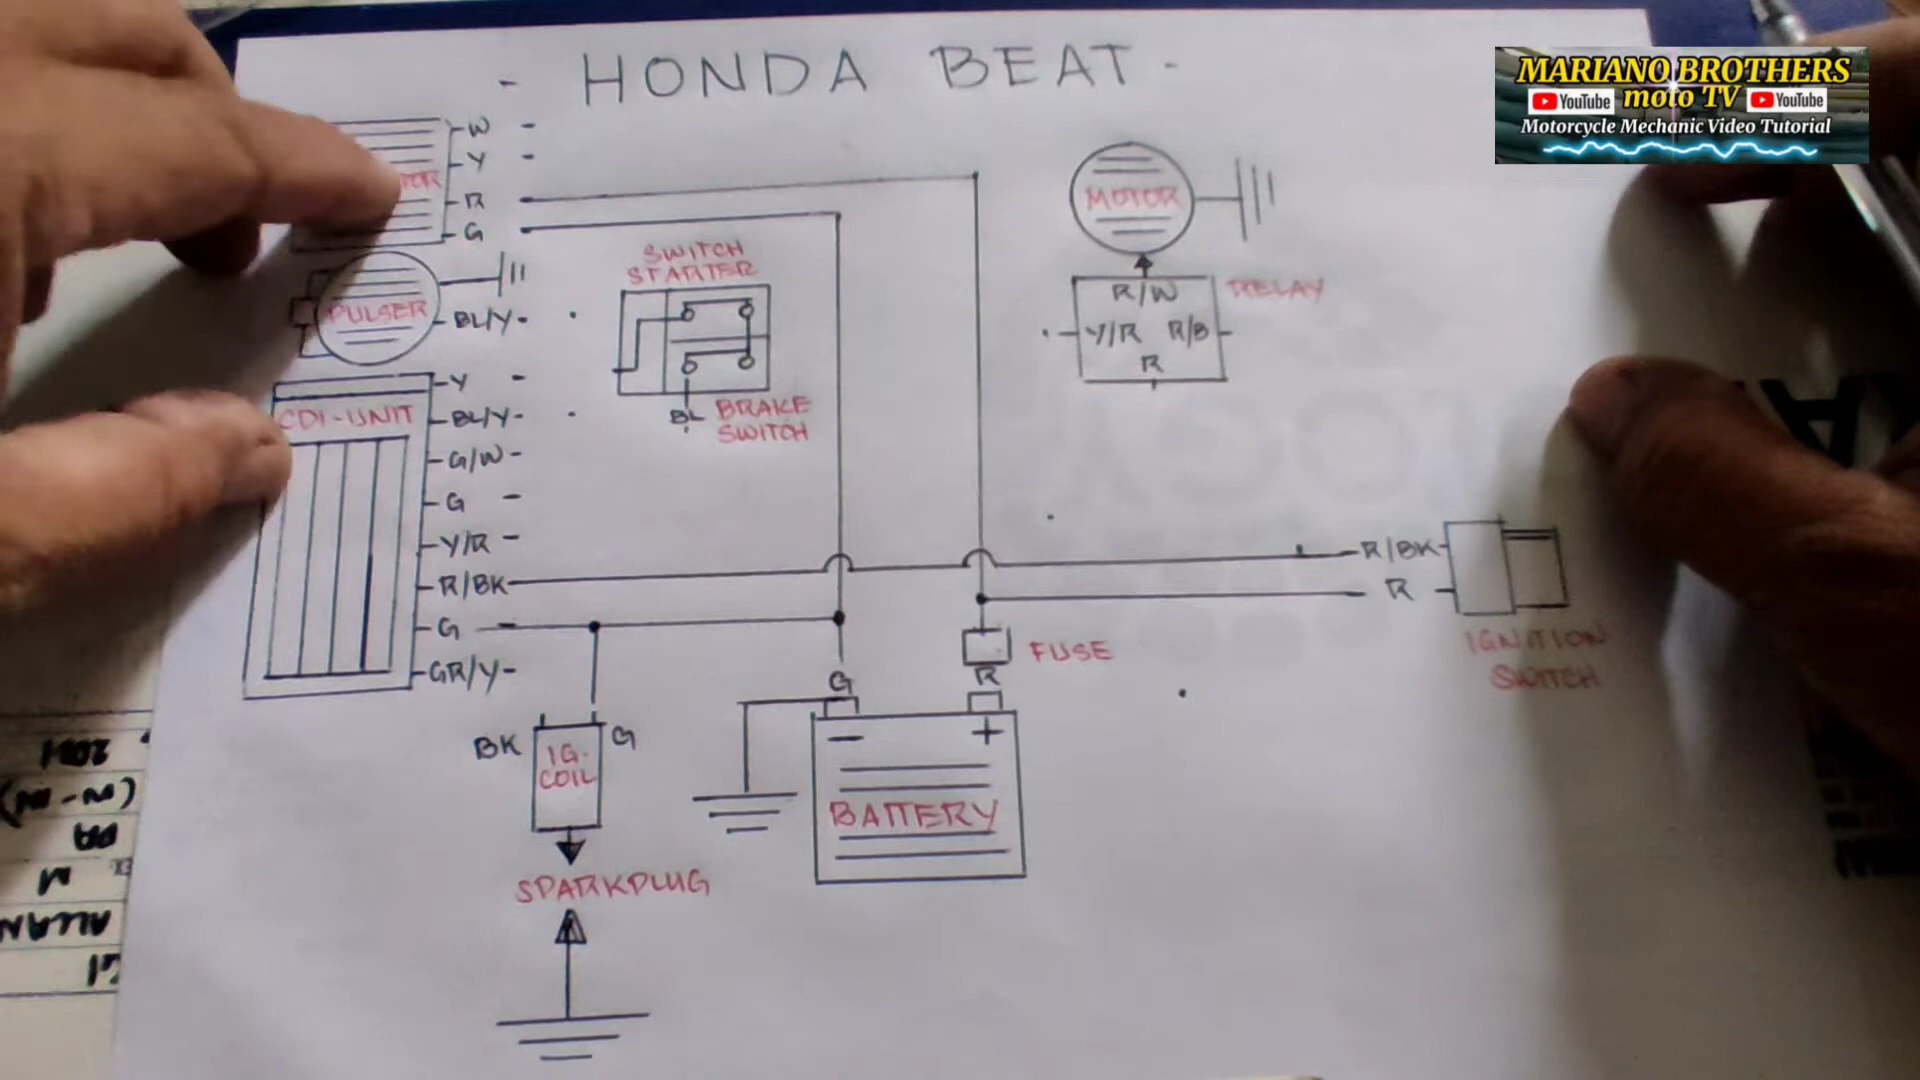 - HONDA BEAT -
MARIANO BROTHERS
YouTube moto TV YouTube
Motorcycle Mechanic Video Tutorial
W -
Y -
R
G
PULSER
BL/Y-
SWITCH
STARTER
BL
BRAKE
SWITCH
MOTOR
R/W
RELAY
Y/R R/B
R
CDI-UNIT
Y -
BL/Y-
G/W-
G -
Y/R -
R/BK
G
GR/Y-
R/BK
R
IGNITION
SWITCH
FUSE
R
G
BK
G
IG.
COIL
SPARKPLUG
- +
BATTERY